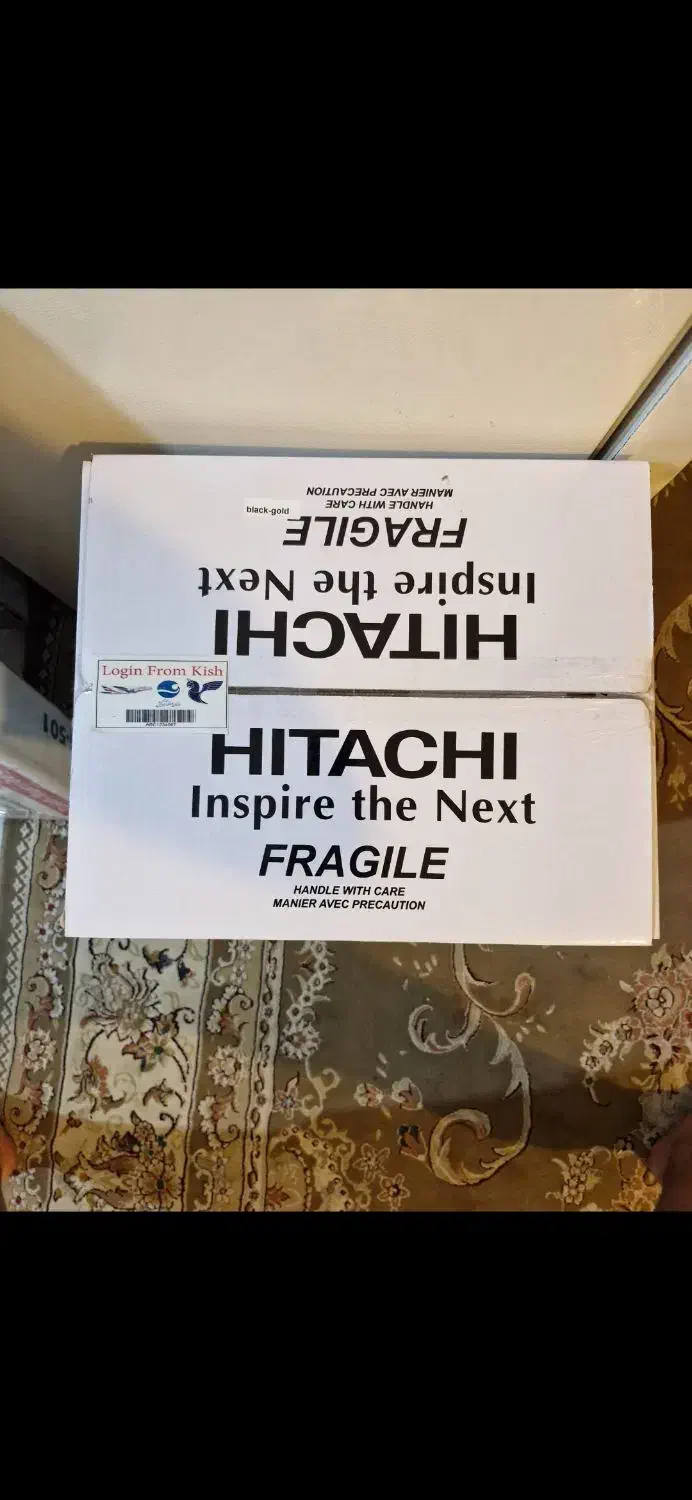 MANIER AVEC PRECAUTION
HANDLE WITH CARE
black-gold
FRAGILE
Inspire the Next
HITACHI
Login From Kish
HITACHI
Inspire the Next
FRAGILE
HANDLE WITH CARE
MANIER AVEC PRECAUTION